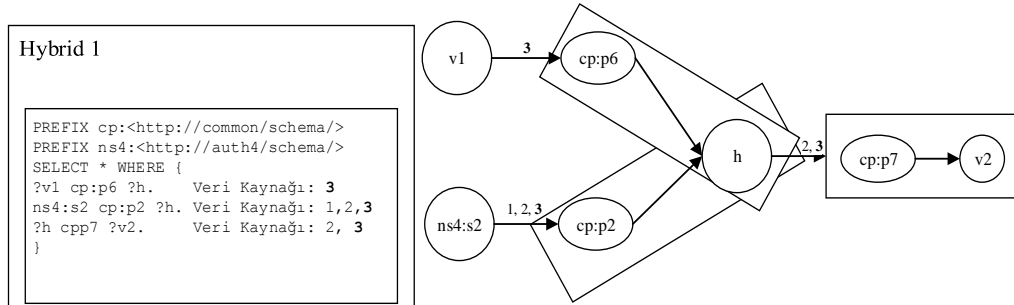 Hybrid 1
PREFIX cp:<http://common/schema/>
PREFIX ns4:<http://auth4/schema/>
SELECT * WHERE {
?v1 cp:p6 ?h. Veri Kaynağı: 3
ns4:s2 cp:p2 ?h. Veri Kaynağı: 1,2,3
?h cpp7 ?v2. Veri Kaynağı: 2, 3
}
v1
3
cp:p6
h
2, 3
cp:p7
v2
ns4:s2
1, 2, 3
cp:p2